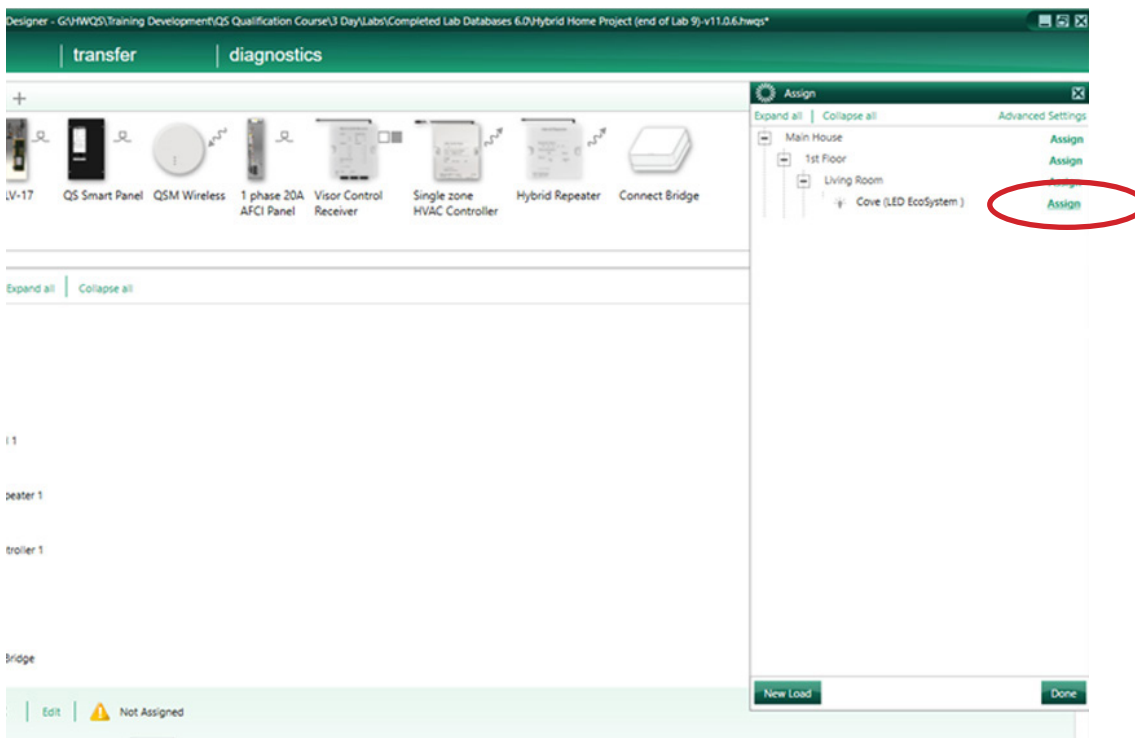 Designer - G:\HWQS\Training Development\QS Qualification Course\3 Day\Labs\Completed Lab Databases 6.0\Hybrid Home Project (end of Lab 9)-v11.0.6.hwqs*
transfer diagnostics
Assign
Expand all Collapse all Advanced Settings
Main House Assign
1st Floor Assign
Living Room Assign
Cove (LED EcoSystem ) Assign
LV-17 QS Smart Panel QSM Wireless 1 phase 20A Visor Control Single zone Hybrid Repeater Connect Bridge
AFCI Panel Receiver HVAC Controller
Expand all Collapse all
l 1
peater 1
troller 1
Bridge
New Load Done
Edit Not Assigned